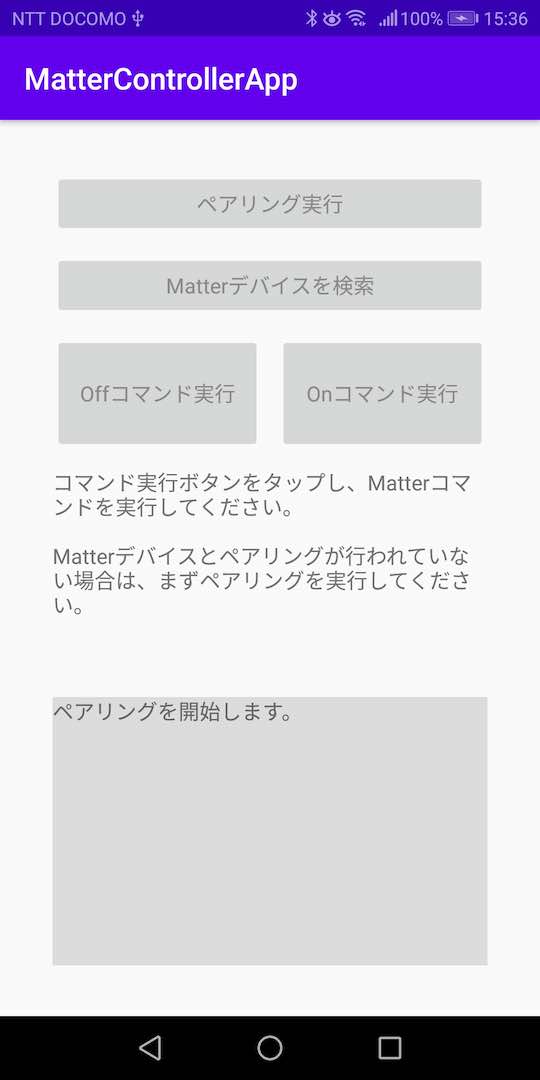 NTT DOCOMO 100% 15:36
MatterControllerApp
ペアリング実行
Matterデバイスを検索
Offコマンド実行 Onコマンド実行
コマンド実行ボタンをタップし、Matterコマ
ンドを実行してください。
Matterデバイスとペアリングが行われていな
い場合は、まずペアリングを実行してくださ
い。
ペアリングを開始します。